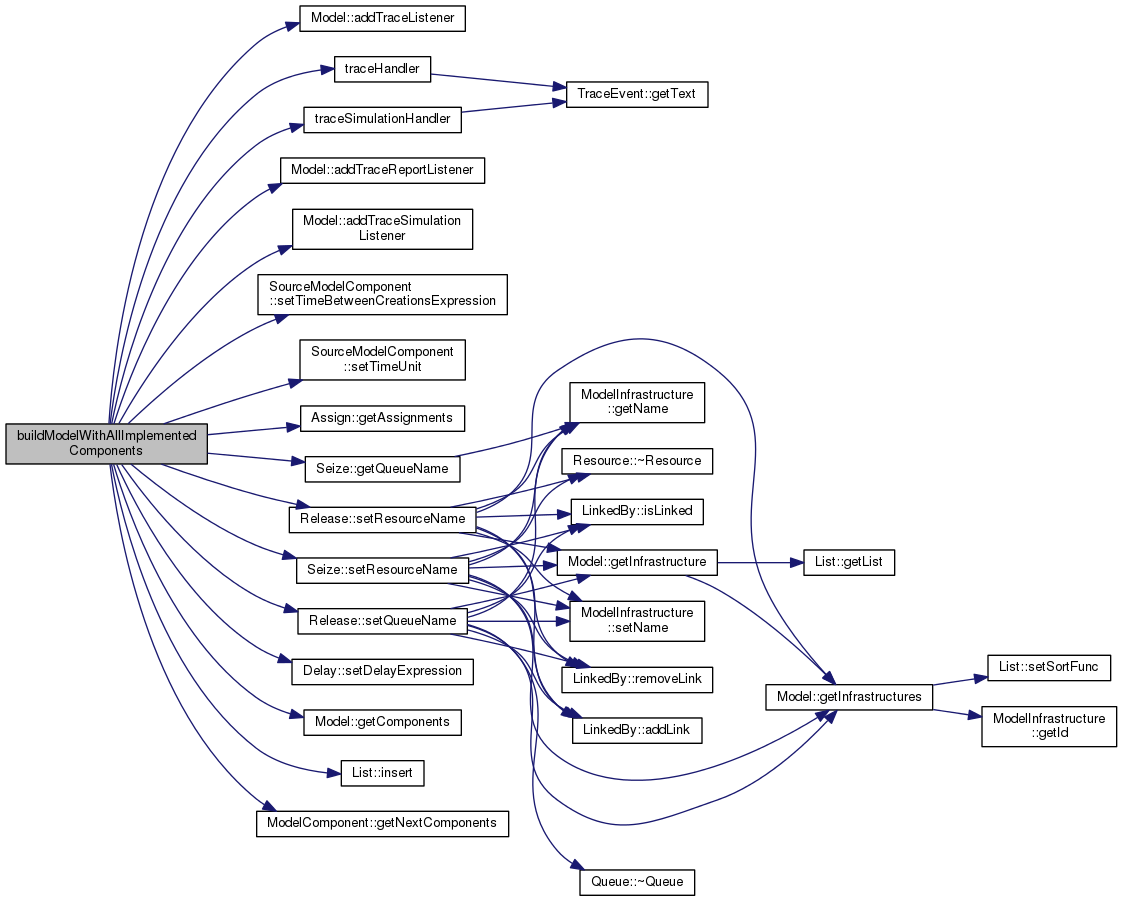 Model::addTraceListener
traceHandler
TraceEvent::getText
traceSimulationHandler
Model::addTraceReportListener
Model::addTraceSimulation
Listener
SourceModelComponent
::setTimeBetweenCreationsExpression
SourceModelComponent
::setTimeUnit
ModelInfrastructure
::getName
Assign::getAssignments
buildModelWithAllImplemented
Components
Seize::getQueueName
Resource::~Resource
Release::setResourceName
LinkedBy::isLinked
Seize::setResourceName
Model::getInfrastructure
List::getList
Release::setQueueName
ModelInfrastructure
::setName
Delay::setDelayExpression
LinkedBy::removeLink
List::setSortFunc
Model::getInfrastructures
Model::getComponents
LinkedBy::addLink
ModelInfrastructure
::getId
List::insert
ModelComponent::getNextComponents
Queue::~Queue